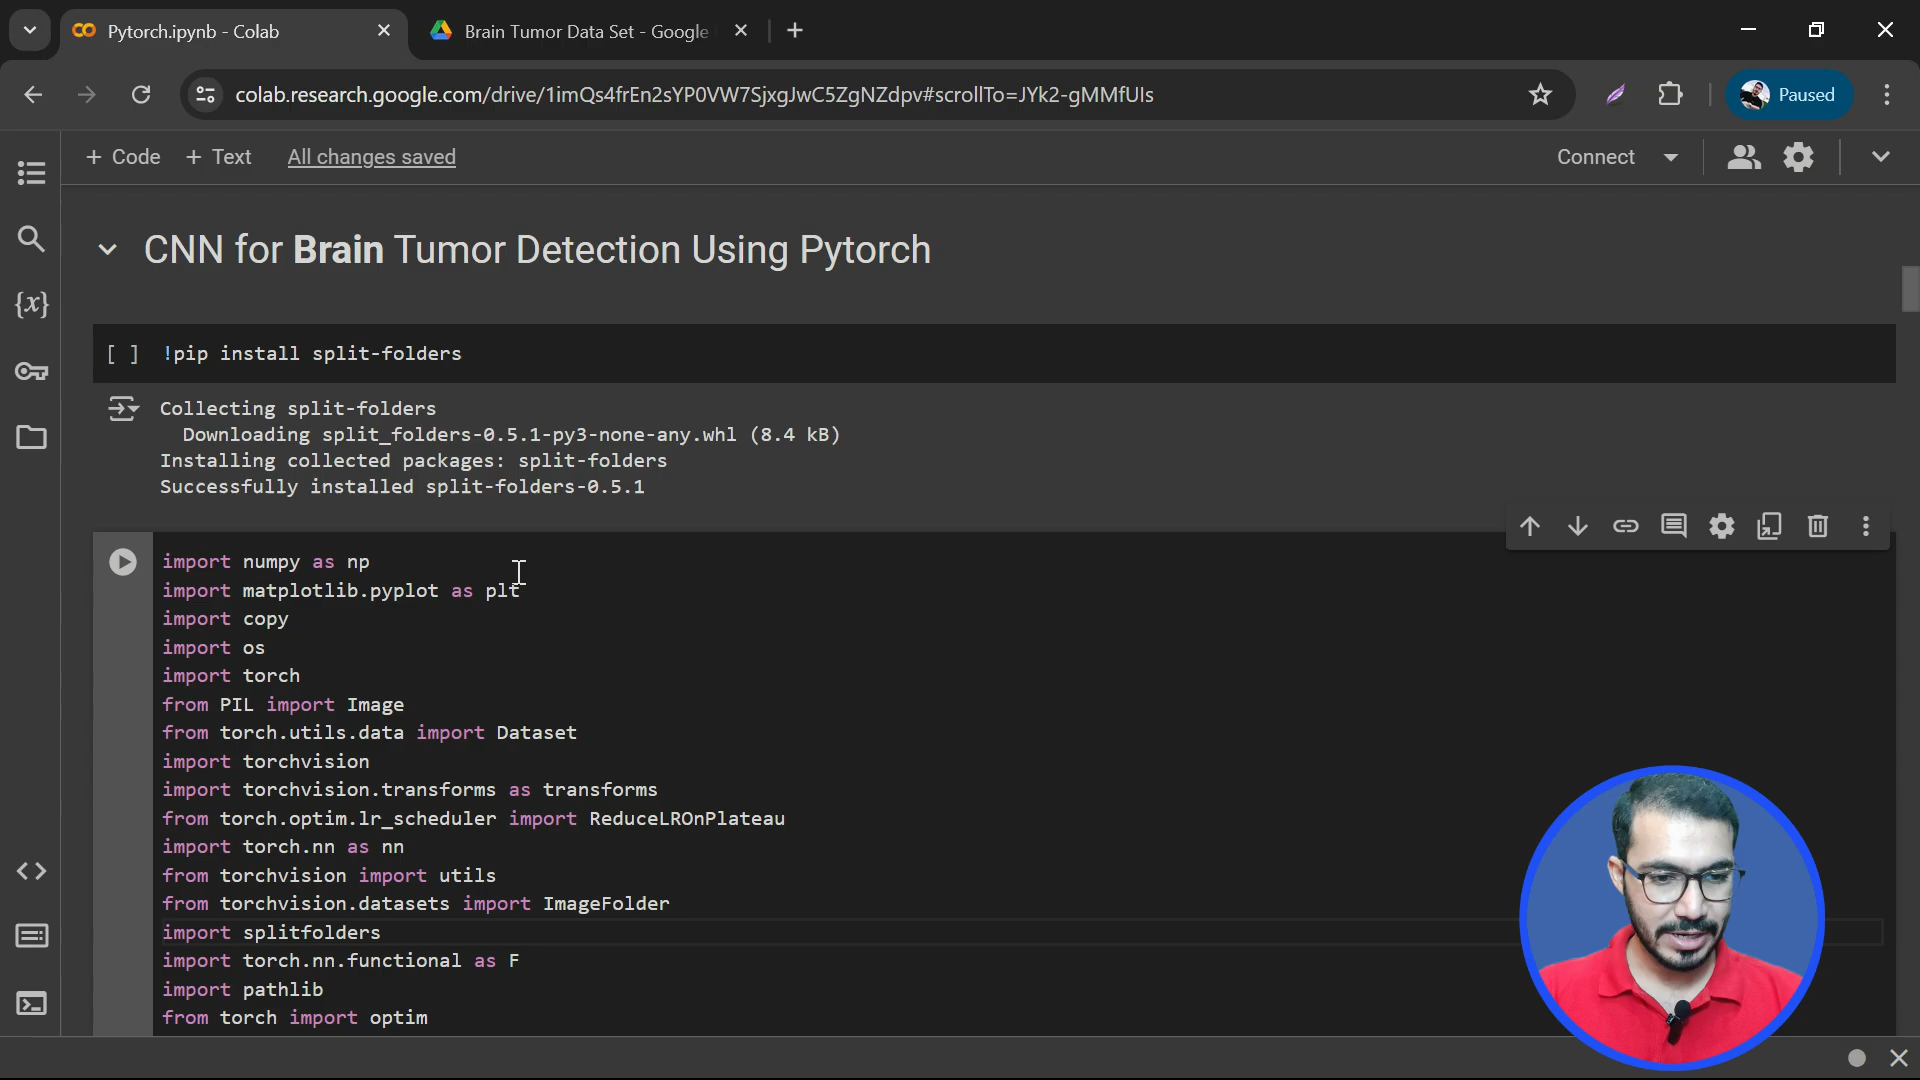 Pytorch.ipynb - Colab
Brain Tumor Data Set - Google
colab.research.google.com/drive/1imQs4frEn2sYP0VW7SjxgJwC5ZgNZdpv#scrollTo=JYk2-gMMfUIs
Paused
+ Code + Text All changes saved
Connect
CNN for Brain Tumor Detection Using Pytorch
[ ] !pip install split-folders
Collecting split-folders
Downloading split_folders-0.5.1-py3-none-any.whl (8.4 kB)
Installing collected packages: split-folders
Successfully installed split-folders-0.5.1
import numpy as np
import matplotlib.pyplot as plt
import copy
import os
import torch
from PIL import Image
from torch.utils.data import Dataset
import torchvision
import torchvision.transforms as transforms
from torch.optim.lr_scheduler import ReduceLROnPlateau
import torch.nn as nn
from torchvision import utils
from torchvision.datasets import ImageFolder
import splitfolders
import torch.nn.functional as F
import pathlib
from torch import optim